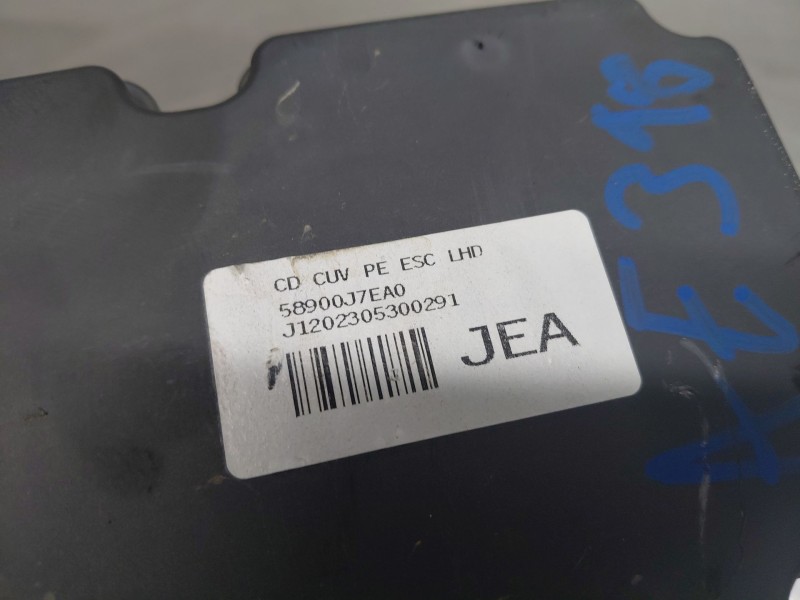 CD CUV PE ESC LHD
58900J7EA0
J1202305300291
JEA